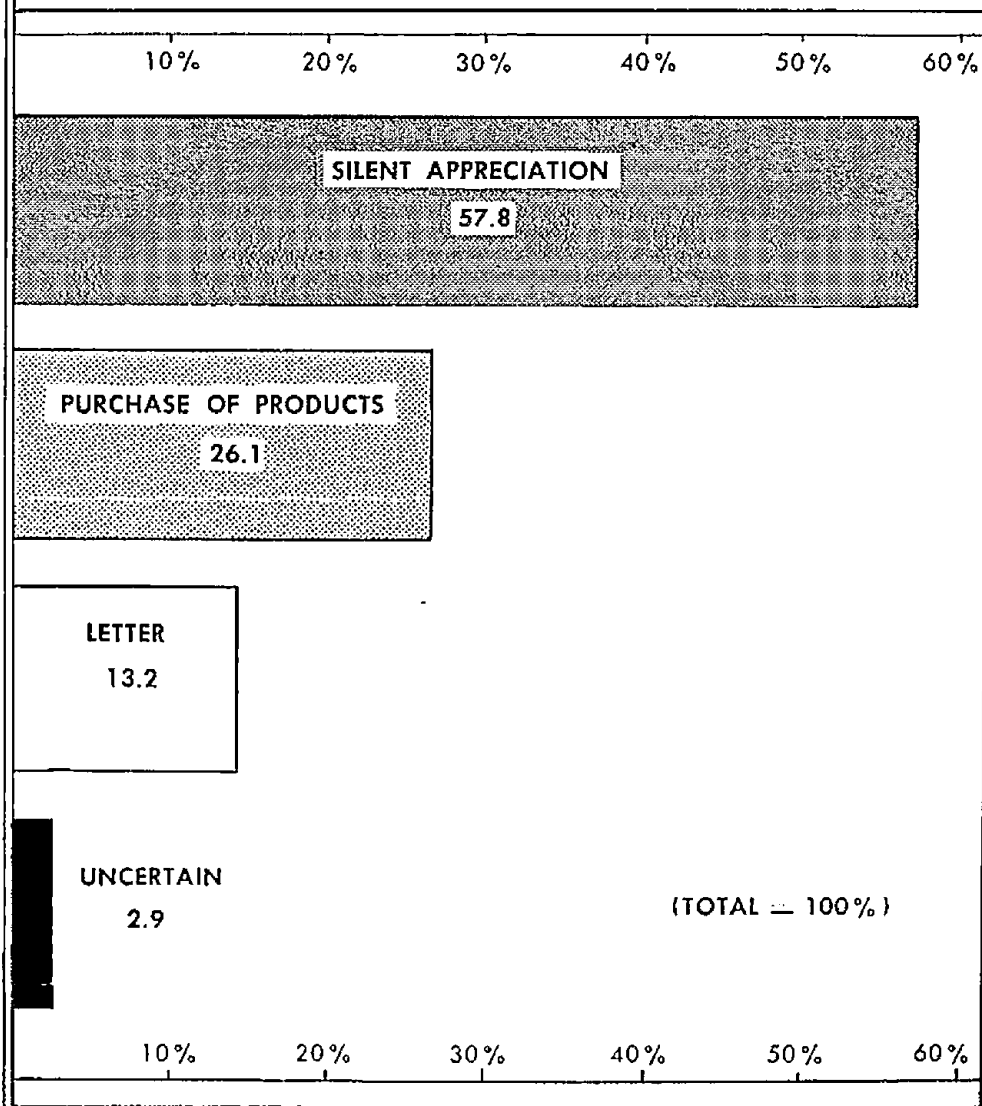 10% 20% 30% 40% 50% 60%
SILENT APPRECIATION
57.8
PURCHASE OF PRODUCTS
26.1
LETTER
13.2
UNCERTAIN
2.9
(TOTAL = 100%)
10% 20% 30% 40% 50% 60%